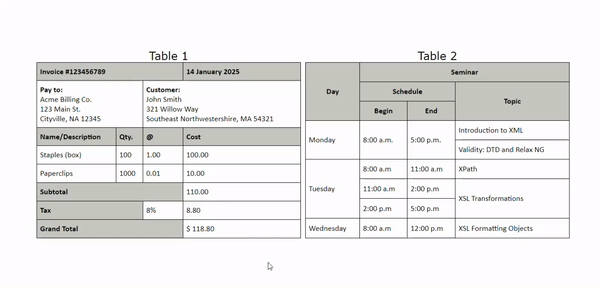 Table 1
Invoice #123456789 14 January 2025
Pay to:
Acme Billing Co.
123 Main St.
Cityville, NA 12345
Customer:
John Smith
321 Willow Way
Southeast Northwestershire, MA 54321
Name/Description Qty. @ Cost
Staples (box) 100 1.00 100.00
Paperclips 1000 0.01 10.00
Subtotal 110.00
Tax 8% 8.80
Grand Total $ 118.80
Table 2
Day Seminar
Schedule Topic
Begin End
Monday 8:00 a.m. 5:00 p.m. Introduction to XML
Validity: DTD and Relax NG
Tuesday 8:00 a.m 11:00 a.m XPath
11:00 a.m 2:00 p.m XSL Transformations
2:00 p.m 5:00 p.m
Wednesday 8:00 a.m 12:00 p.m XSL Formatting Objects